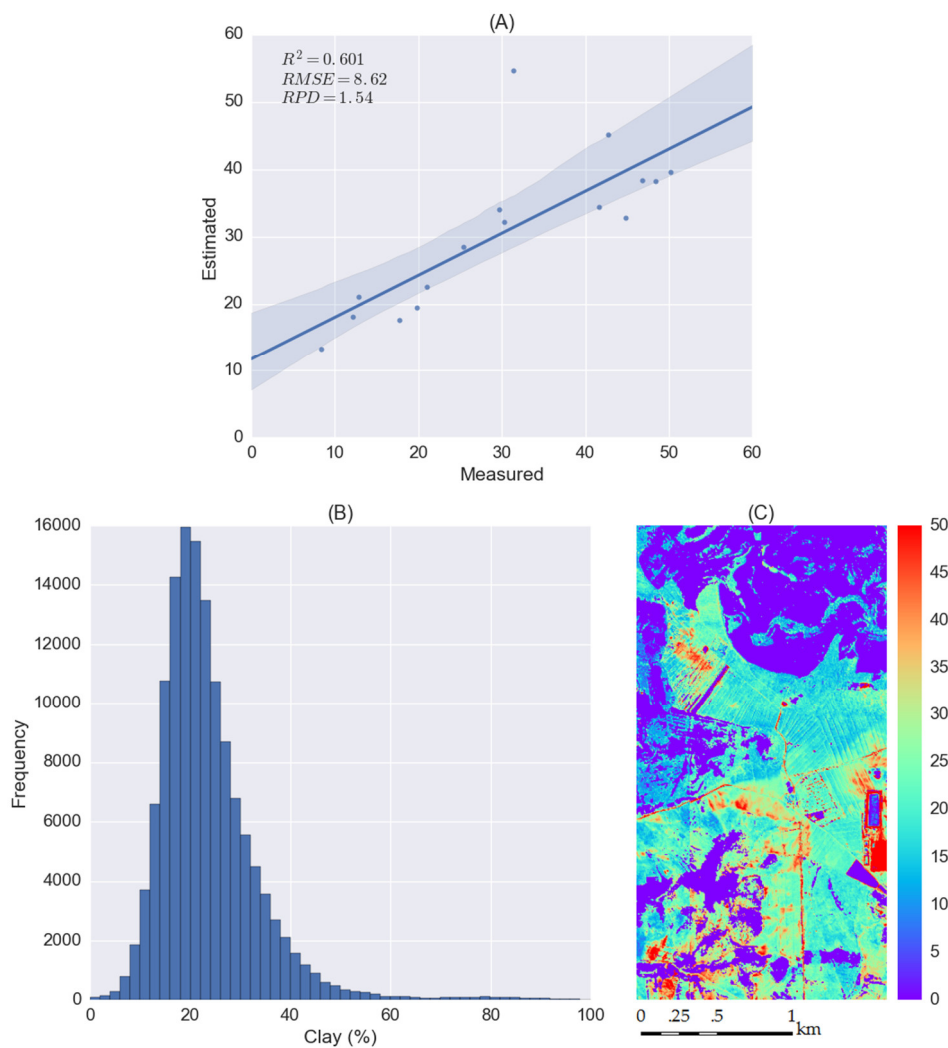 (A)
60
50
40
30
20
10
0
Estimated
R² = 0.601
RMSE = 8.62
RPD = 1.54
0 10 20 30 40 50 60
Measured
(B)
16000
14000
12000
10000
8000
6000
4000
2000
0
Frequency
0 20 40 60 80 100
Clay (%)
(C)
50
45
40
35
30
25
20
15
10
5
0
0 .25 .5 1
km